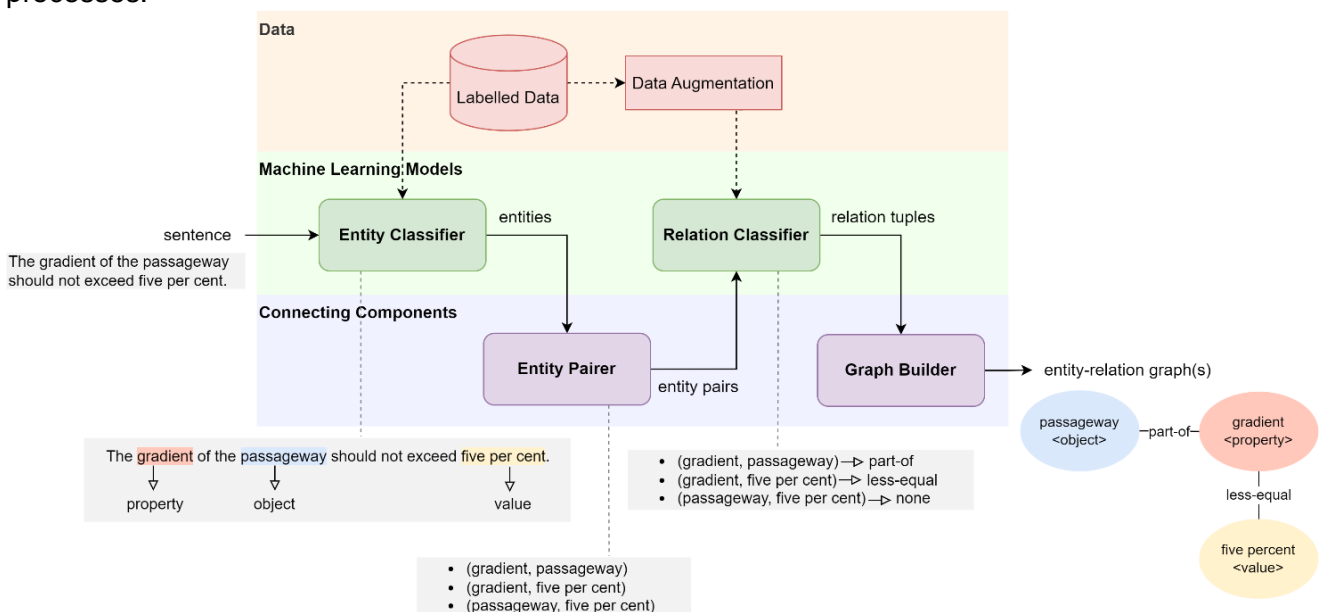 processes.
Data
Labelled Data
Data Augmentation
Machine Learning Models
sentence
The gradient of the passageway
should not exceed five per cent.
Entity Classifier
entities
Relation Classifier
relation tuples
Connecting Components
Entity Pairer
entity pairs
Graph Builder
entity-relation graph(s)
The gradient of the passageway should not exceed five per cent.
property
object
value
• (gradient, passageway)
• (gradient, five per cent)
• (passageway, five per cent)
• (gradient, passageway) part-of
• (gradient, five per cent) less-equal
• (passageway, five per cent) none
passageway
<object>
part-of
gradient
<property>
less-equal
five percent
<value>